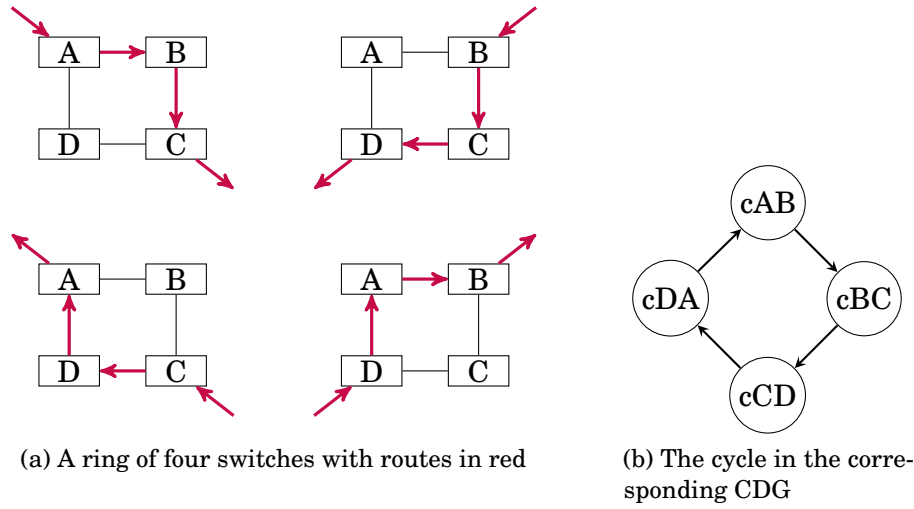 A B
D C
A B
D C
A B
D C
A B
D C
cAB
cDA cBC
cCD
(a) A ring of four switches with routes in red
(b) The cycle in the corre-
sponding CDG